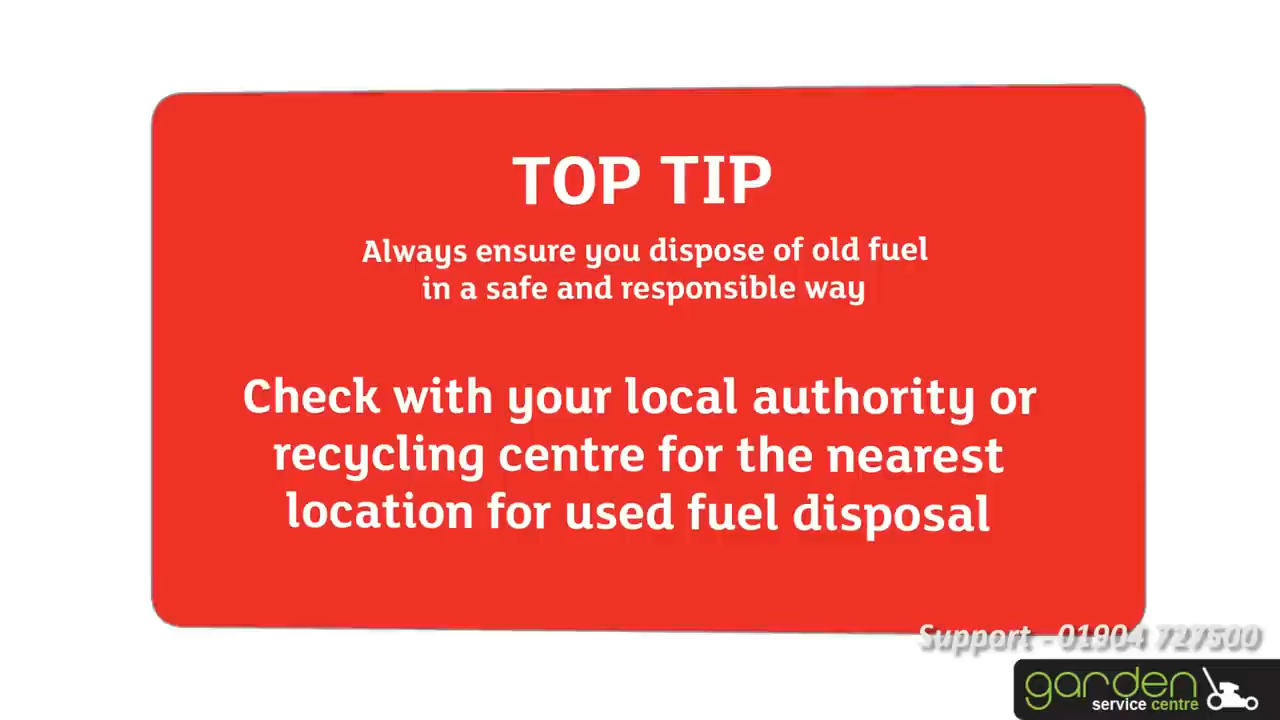 TOP TIP
Always ensure you dispose of old fuel
in a safe and responsible way
Check with your local authority or
recycling centre for the nearest
location for used fuel disposal
Support - 01904 727500
garden
service centre